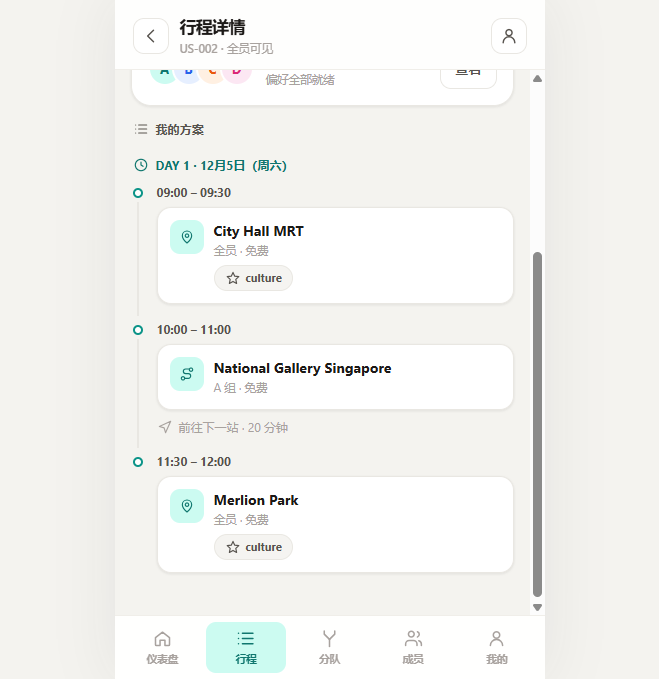 行程详情
US-002 · 全员可见
A B C D
偏好全部就绪
查看
我的方案
DAY 1 · 12月5日（周六）
09:00 – 09:30
City Hall MRT
全员 · 免费
culture
10:00 – 11:00
National Gallery Singapore
A 组 · 免费
前往下一站 · 20 分钟
11:30 – 12:00
Merlion Park
全员 · 免费
culture
仪表盘 行程 分队 成员 我的